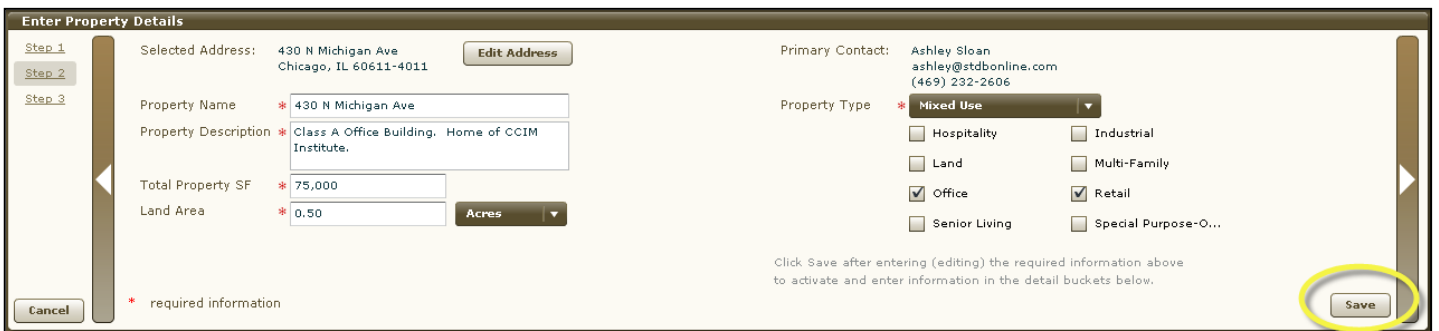 Enter Property Details
Step 1
Step 2
Step 3
Cancel
Selected Address:
430 N Michigan Ave
Chicago, IL 60611-4011
Edit Address
Property Name * 430 N Michigan Ave
Property Description * Class A Office Building.  Home of CCIM
Institute.
Total Property SF * 75,000
Land Area * 0.50 Acres
* required information
Primary Contact: Ashley Sloan
ashley@stdbonline.com
(469) 232-2606
Property Type * Mixed Use
Hospitality Industrial
Land Multi-Family
Office Retail
Senior Living Special Purpose-O...
Click Save after entering (editing) the required information above
to activate and enter information in the detail buckets below.
Save